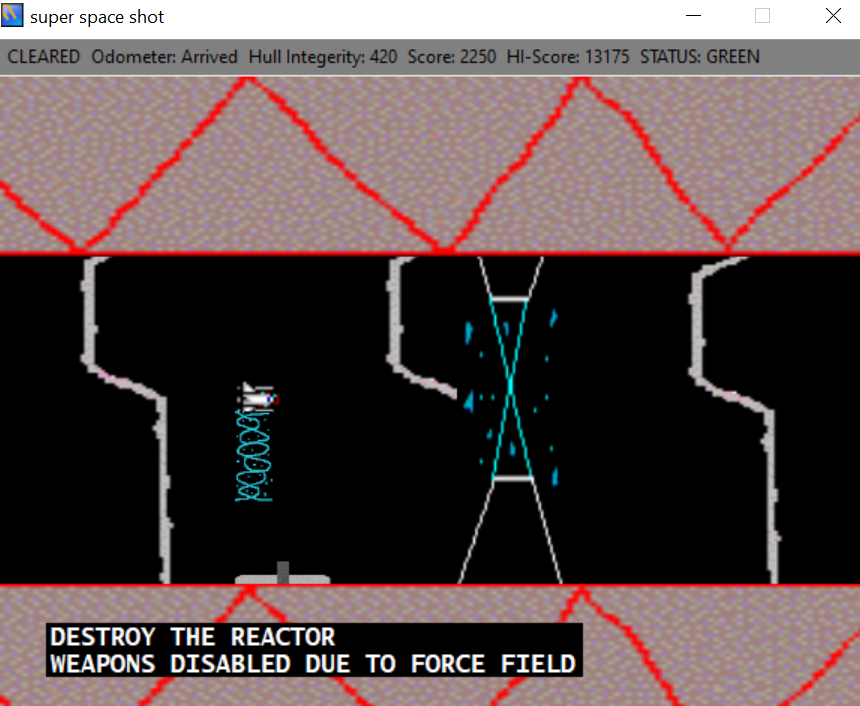 super space shot
CLEARED Odometer: Arrived Hull Integerity: 420 Score: 2250 HI-Score: 13175 STATUS: GREEN
DESTROY THE REACTOR
WEAPONS DISABLED DUE TO FORCE FIELD